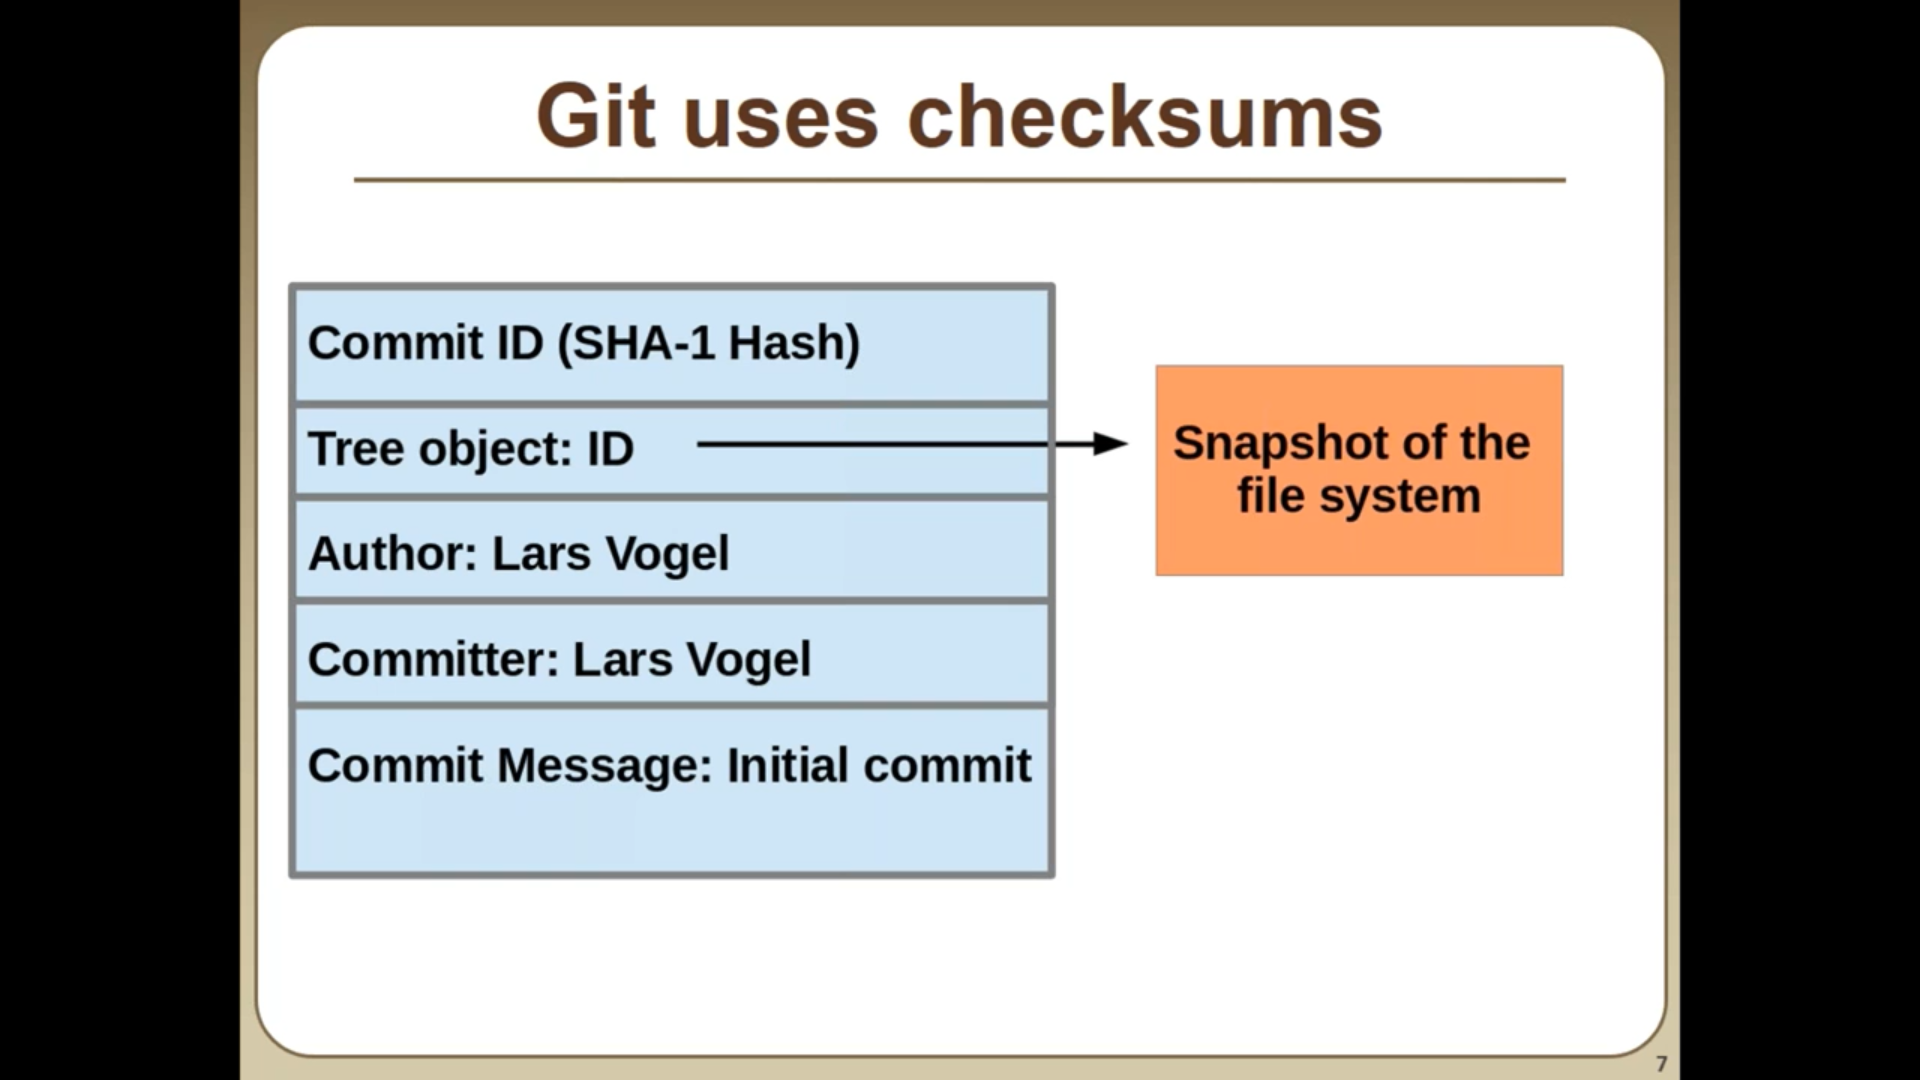 Git uses checksums
Commit ID (SHA-1 Hash)
Tree object: ID
Author: Lars Vogel
Committer: Lars Vogel
Commit Message: Initial commit
Snapshot of the
file system
7